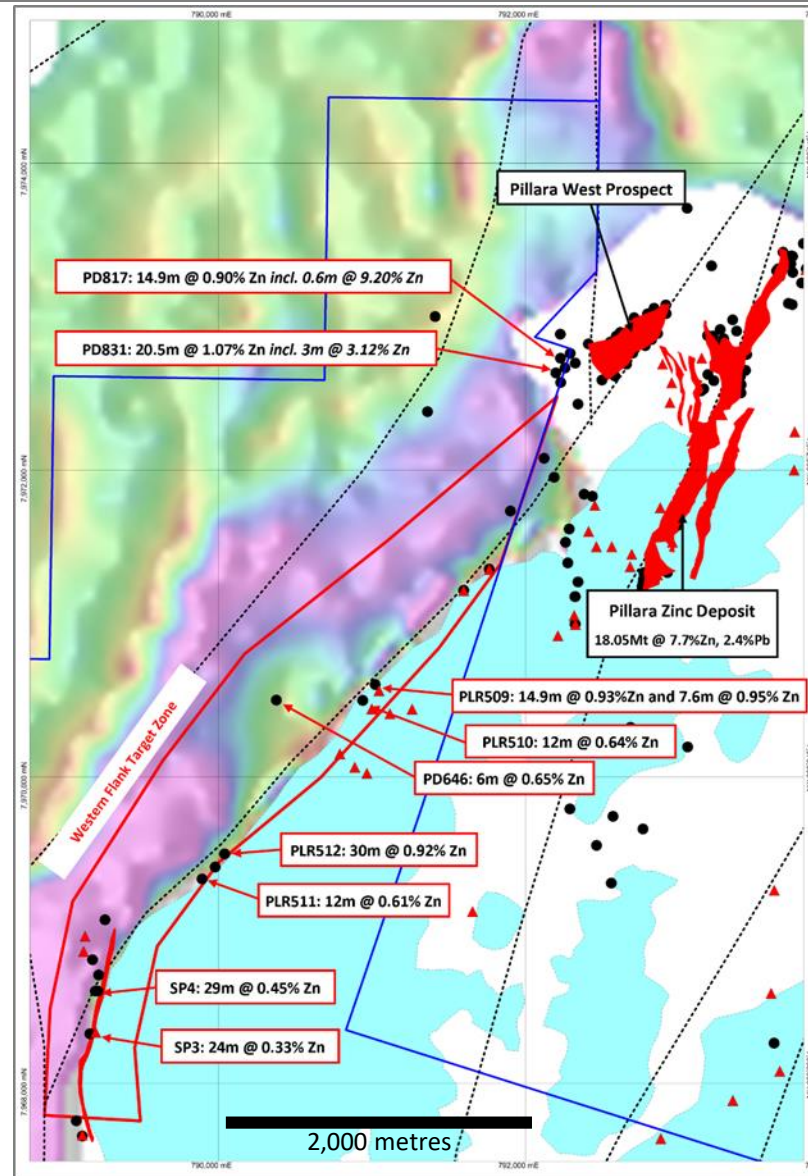 790,000 mE
792,000 mE
7,974,000 mN
Pillara West Prospect
PD817: 14.9m @ 0.90% Zn incl. 0.6m @ 9.20% Zn
PD831: 20.5m @ 1.07% Zn incl. 3m @ 3.12% Zn
7,972,000 mN
Pillara Zinc Deposit
18.05Mt @ 7.7%Zn, 2.4%Pb
Western Flank Target Zone
PLR509: 14.9m @ 0.93%Zn and 7.6m @ 0.95% Zn
PLR510: 12m @ 0.64% Zn
PD646: 6m @ 0.65% Zn
7,970,000 mN
PLR512: 30m @ 0.92% Zn
PLR511: 12m @ 0.61% Zn
SP4: 29m @ 0.45% Zn
SP3: 24m @ 0.33% Zn
7,968,000 mN
2,000 metres
790,000 mE
792,000 mE